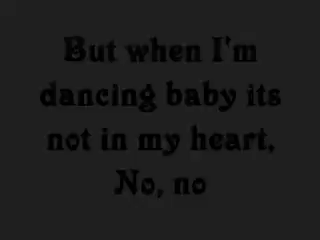 But when I'm
dancing baby its
not in my heart,
No, no